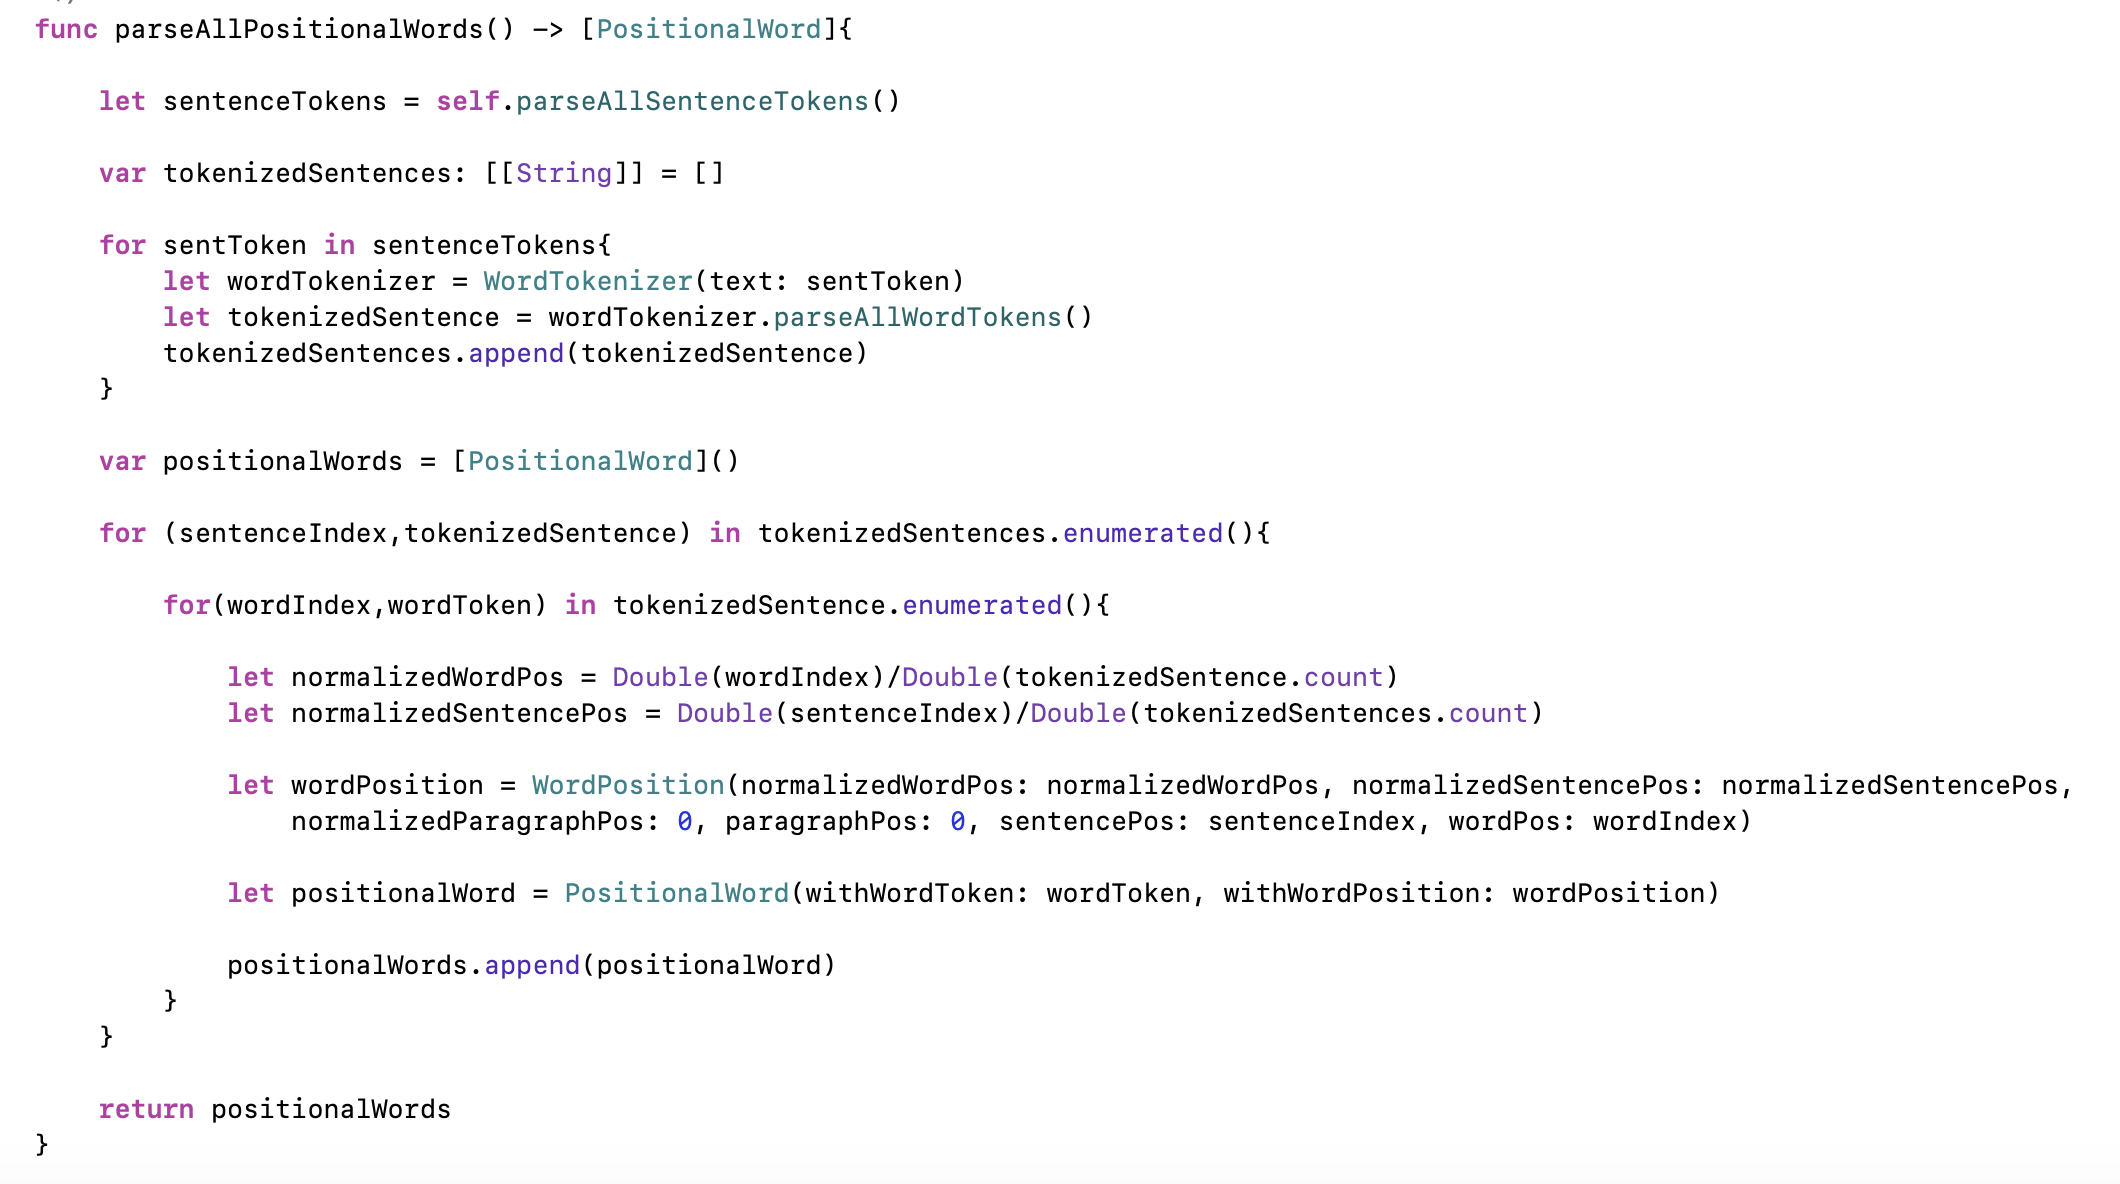 func parseAllPositionalWords() -> [PositionalWord]{
let sentenceTokens = self.parseAllSentenceTokens()
var tokenizedSentences: [[String]] = []
for sentToken in sentenceTokens{
let wordTokenizer = WordTokenizer(text: sentToken)
let tokenizedSentence = wordTokenizer.parseAllWordTokens()
tokenizedSentences.append(tokenizedSentence)
}
var positionalWords = [PositionalWord]()
for (sentenceIndex,tokenizedSentence) in tokenizedSentences.enumerated(){
for(wordIndex,wordToken) in tokenizedSentence.enumerated(){
let normalizedWordPos = Double(wordIndex)/Double(tokenizedSentence.count)
let normalizedSentencePos = Double(sentenceIndex)/Double(tokenizedSentences.count)
let wordPosition = WordPosition(normalizedWordPos: normalizedWordPos, normalizedSentencePos: normalizedSentencePos,
normalizedParagraphPos: 0, paragraphPos: 0, sentencePos: sentenceIndex, wordPos: wordIndex)
let positionalWord = PositionalWord(withWordToken: wordToken, withWordPosition: wordPosition)
positionalWords.append(positionalWord)
}
}
return positionalWords
}